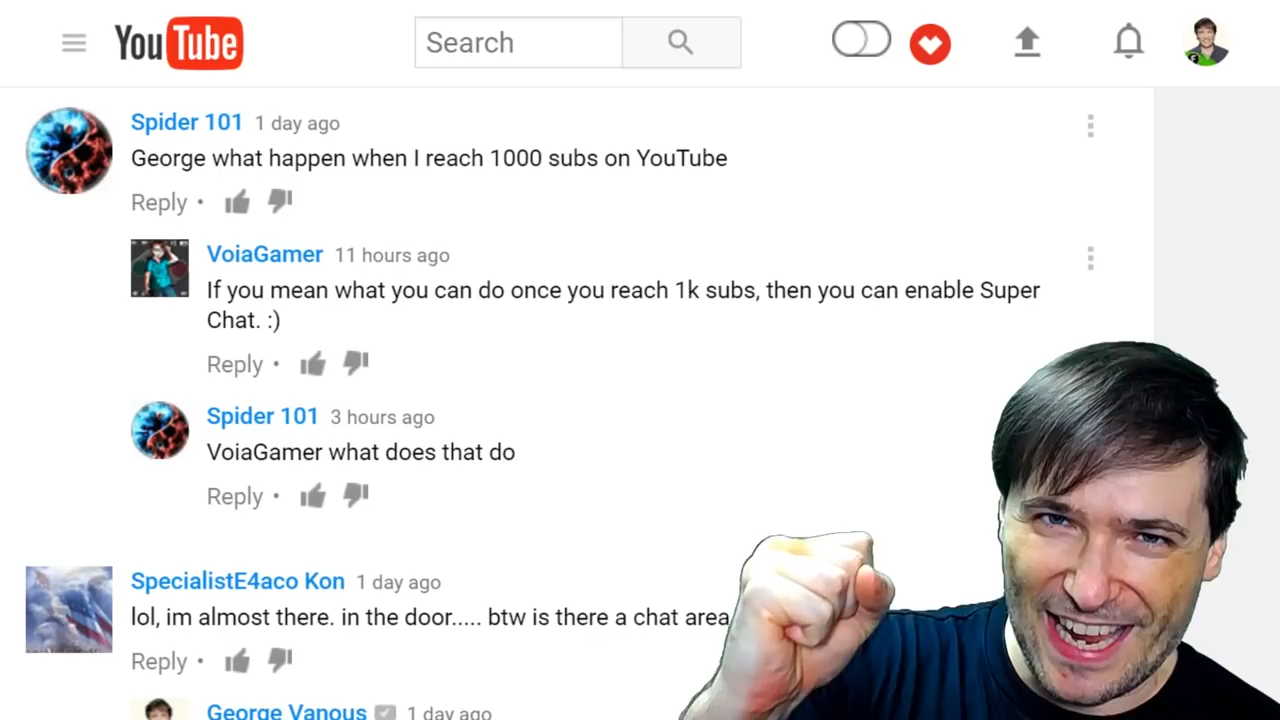 YouTube
Search
Spider 101 1 day ago
George what happen when I reach 1000 subs on YouTube
Reply •
VoiaGamer 11 hours ago
If you mean what you can do once you reach 1k subs, then you can enable Super
Chat. :)
Reply •
Spider 101 3 hours ago
VoiaGamer what does that do
Reply •
SpecialistE4aco Kon 1 day ago
lol, im almost there. in the door..... btw is there a chat area
Reply •
George Vanous 1 day ago